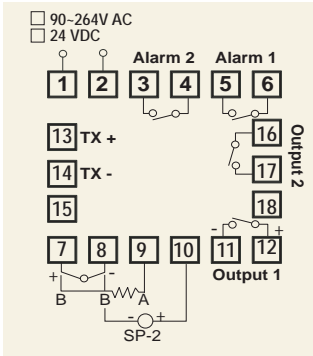 90~264V AC
24 VDC
Alarm 2 Alarm 1
1 2 3 4 5 6
13 TX +
16
14 TX -
17
Output 2
15
18
- +
7 8 9 10 11 12
+ -
Output 1
B B A
- +
SP-2